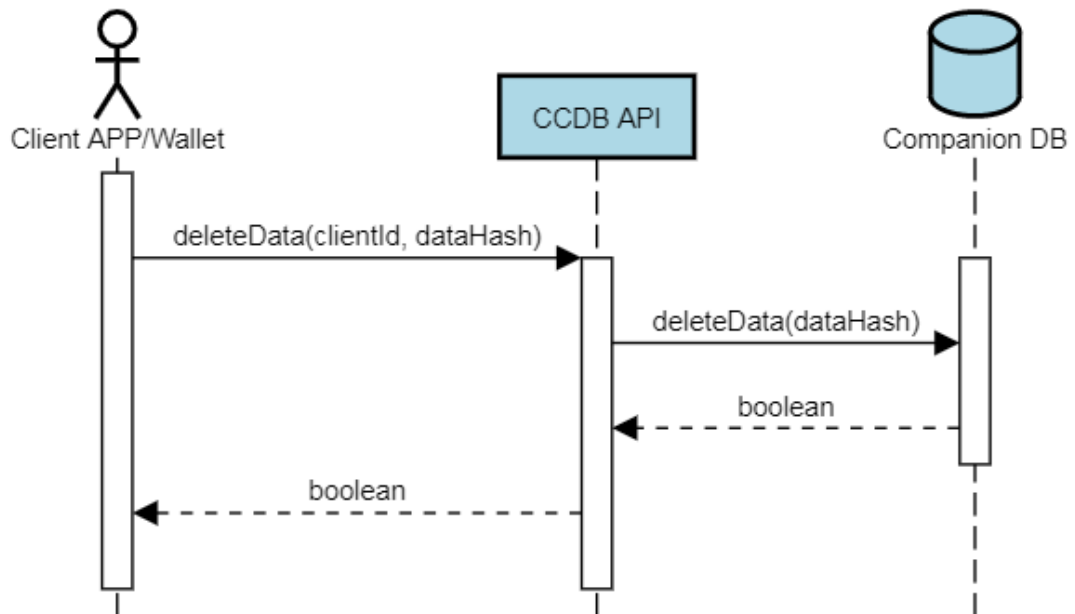 Client APP/Wallet
CCDB API
Companion DB
deleteData(clientId, dataHash)
deleteData(dataHash)
boolean
boolean